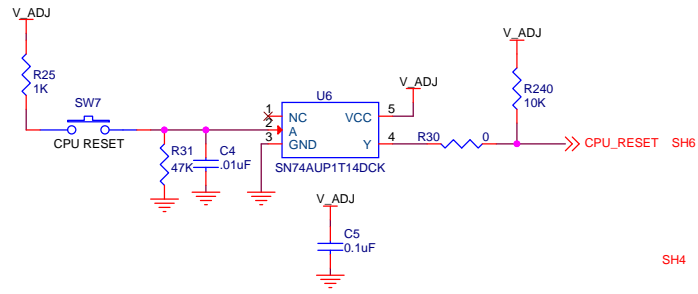 V_ADJ
R25
1K
SW7
CPU RESET
R31
47K
C4
.01uF
U6
1 NC VCC 5
2 A
3 GND Y 4
SN74AUP1T14DCK
V_ADJ
R30 0
V_ADJ
R240
10K
CPU_RESET SH6
V_ADJ
C5
0.1uF
SH4